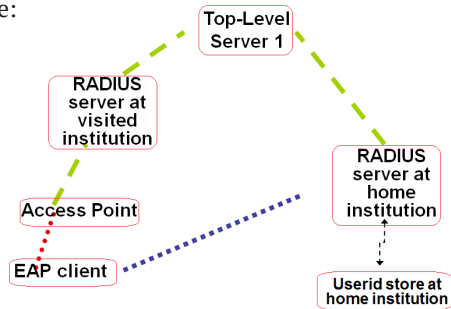 e:
Top-Level
Server 1
RADIUS
server at
visited
institution
RADIUS
server at
home
institution
Access Point
EAP client
Userid store at
home institution